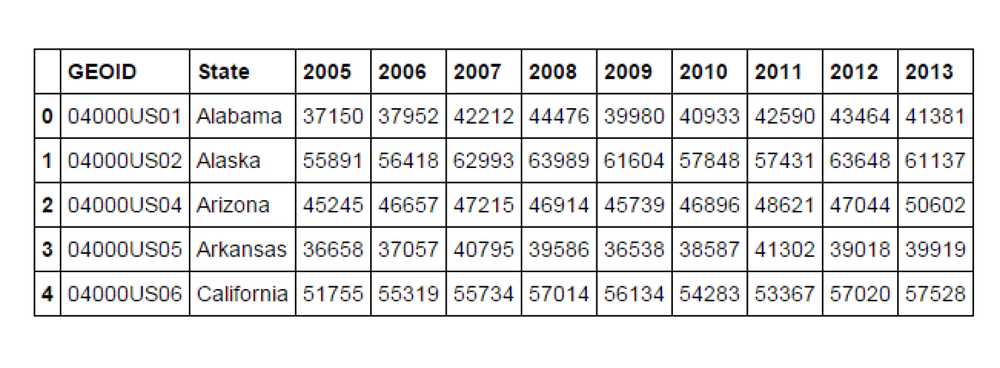 GEOID State 2005 2006 2007 2008 2009 2010 2011 2012 2013
0 04000US01 Alabama 37150 37952 42212 44476 39980 40933 42590 43464 41381
1 04000US02 Alaska 55891 56418 62993 63989 61604 57848 57431 63648 61137
2 04000US04 Arizona 45245 46657 47215 46914 45739 46896 48621 47044 50602
3 04000US05 Arkansas 36658 37057 40795 39586 36538 38587 41302 39018 39919
4 04000US06 California 51755 55319 55734 57014 56134 54283 53367 57020 57528